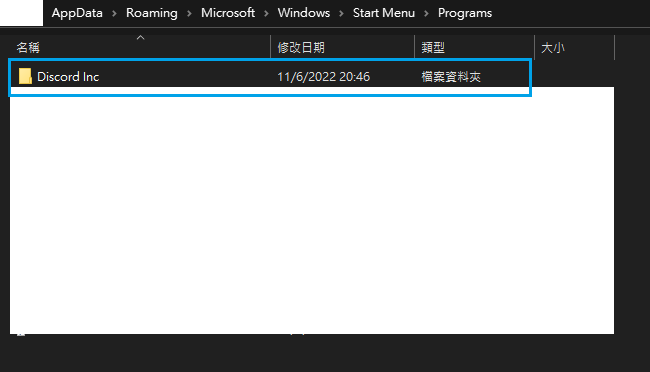 AppData > Roaming > Microsoft > Windows > Start Menu > Programs
名稱 修改日期 類型 大小
Discord Inc 11/6/2022 20:46 檔案資料夾